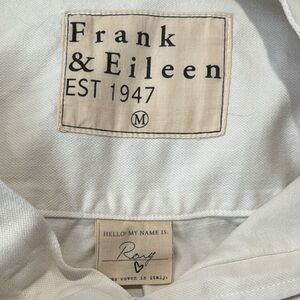 Frank
& Eileen
EST 1947
M
HELLO MY NAME IS:
Rory
woven in italy.